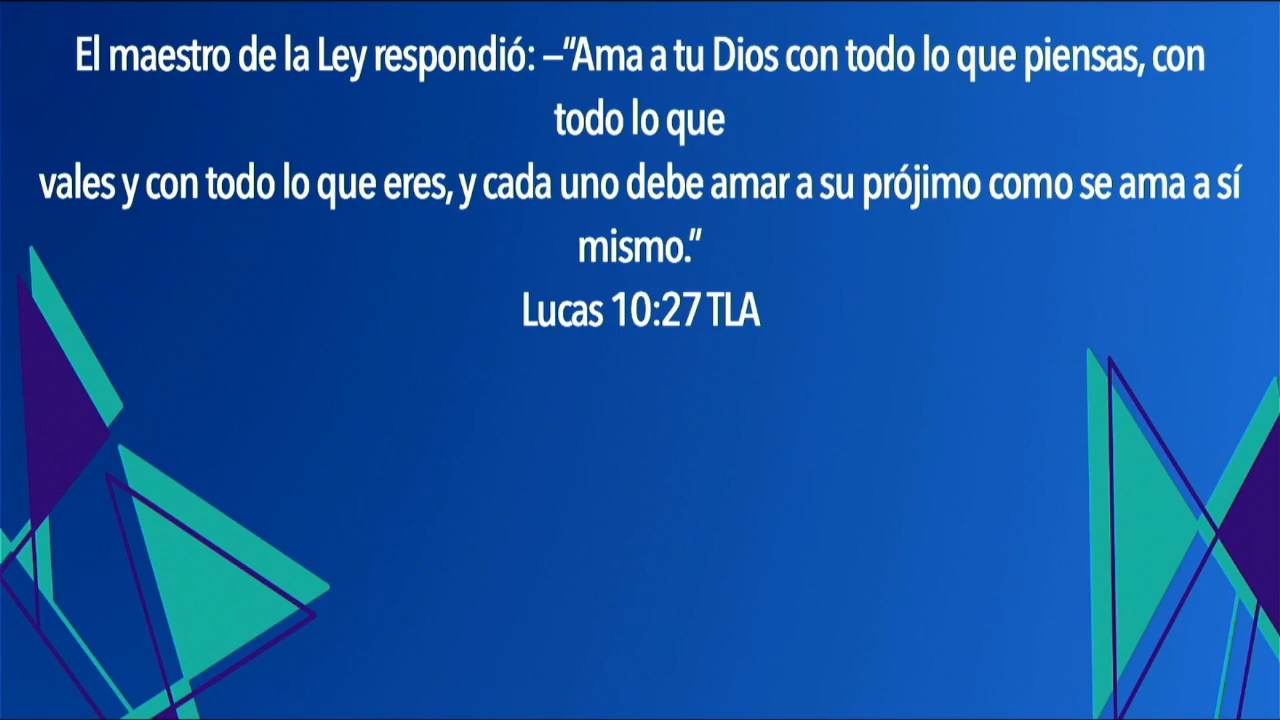 El maestro de la Ley respondió: —“Ama a tu Dios con todo lo que piensas, con
todo lo que
vales y con todo lo que eres, y cada uno debe amar a su prójimo como se ama a sí
mismo.”
Lucas 10:27 TLA